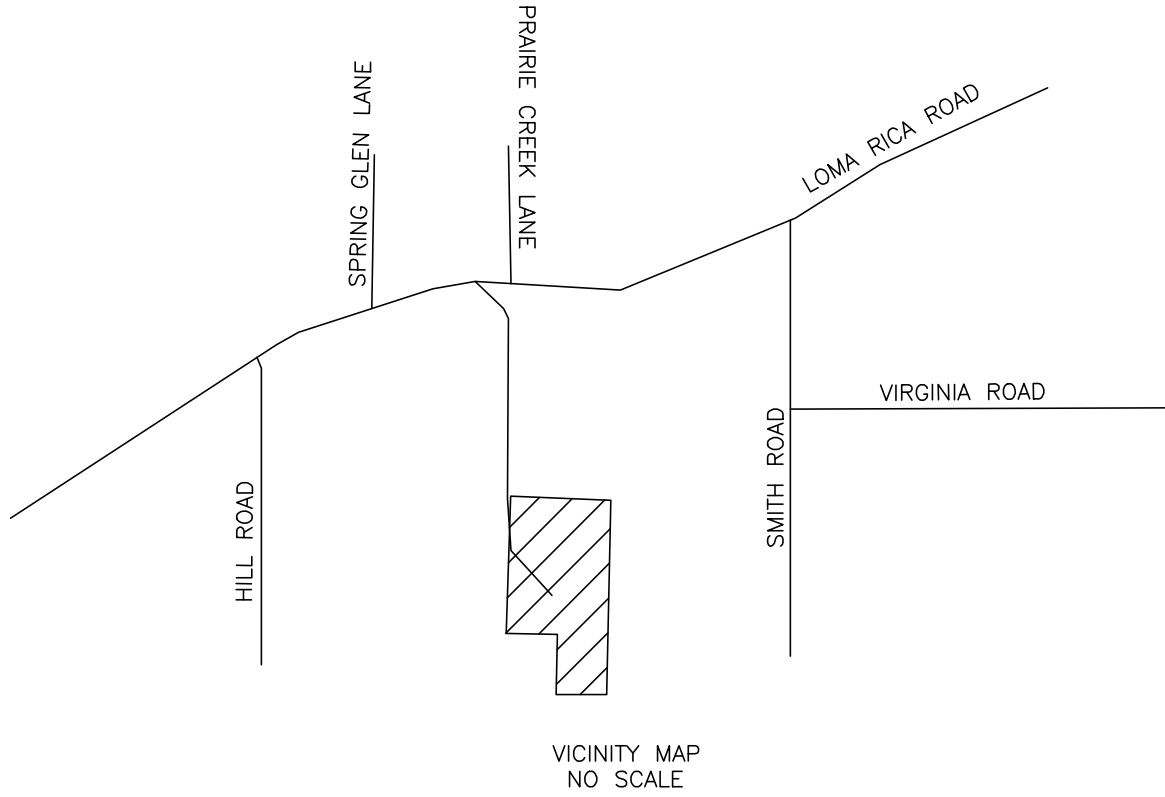 PRAIRIE CREEK LANE
SPRING GLEN LANE
LOMA RICA ROAD
VIRGINIA ROAD
SMITH ROAD
HILL ROAD
VICINITY MAP
NO SCALE